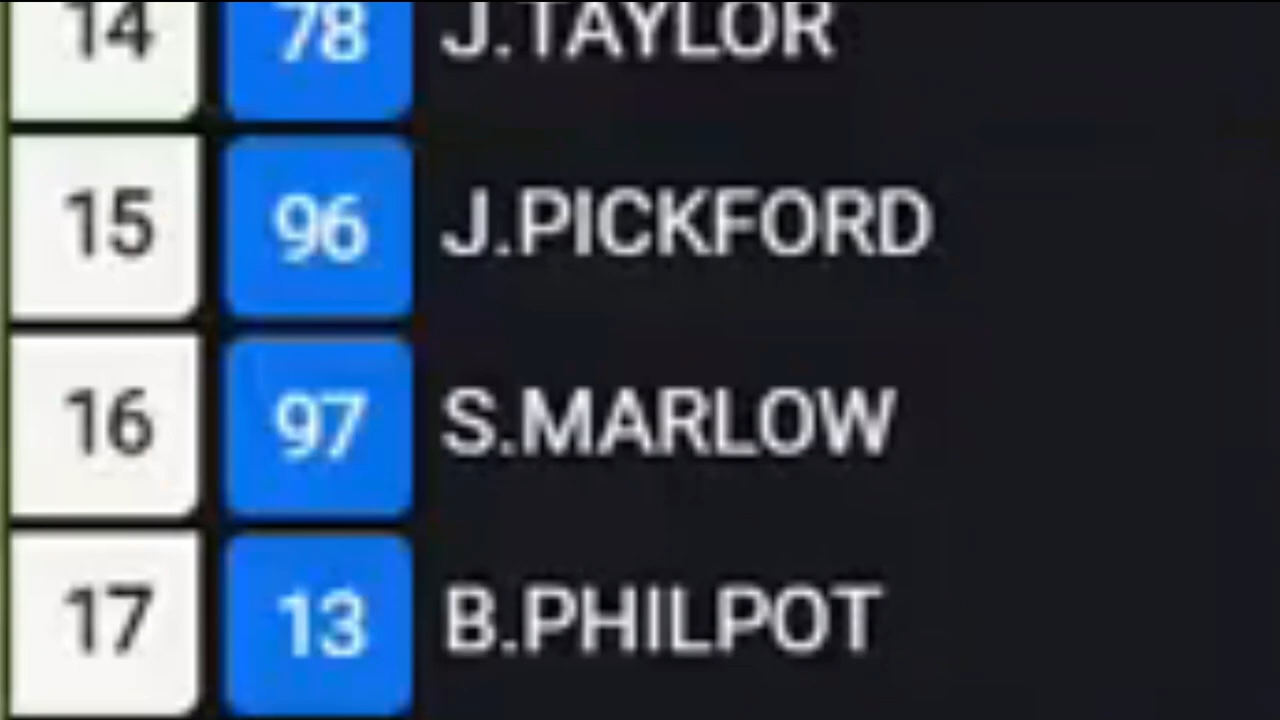 14 78 J.TAYLOR
15 96 J.PICKFORD
16 97 S.MARLOW
17 13 B.PHILPOT